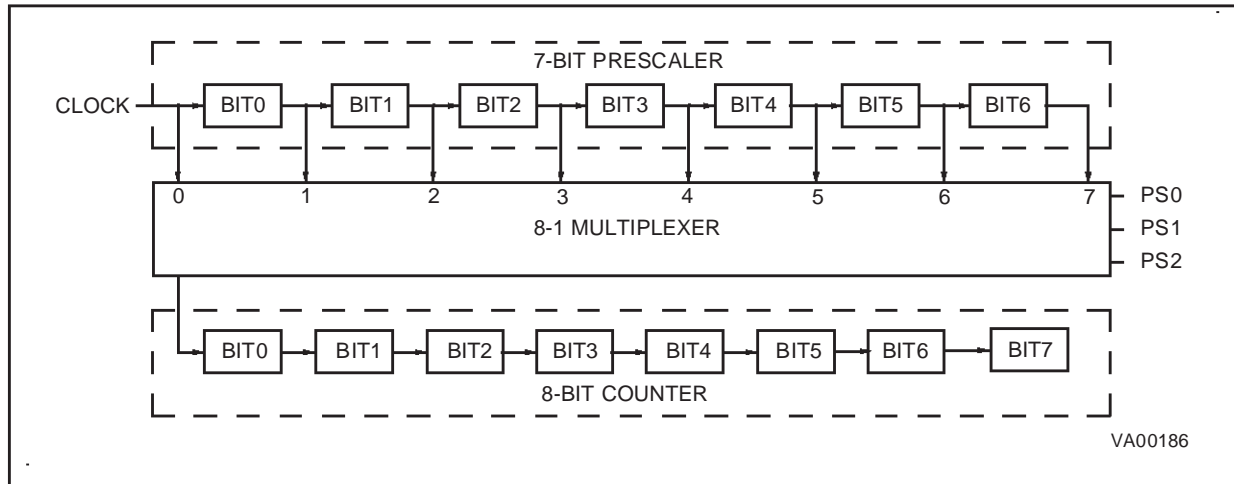 7-BIT PRESCALER
CLOCK BIT0 BIT1 BIT2 BIT3 BIT4 BIT5 BIT6
0 1 2 3 4 5 6 7 PS0
8-1 MULTIPLEXER PS1
PS2
BIT0 BIT1 BIT2 BIT3 BIT4 BIT5 BIT6 BIT7
8-BIT COUNTER
VA00186